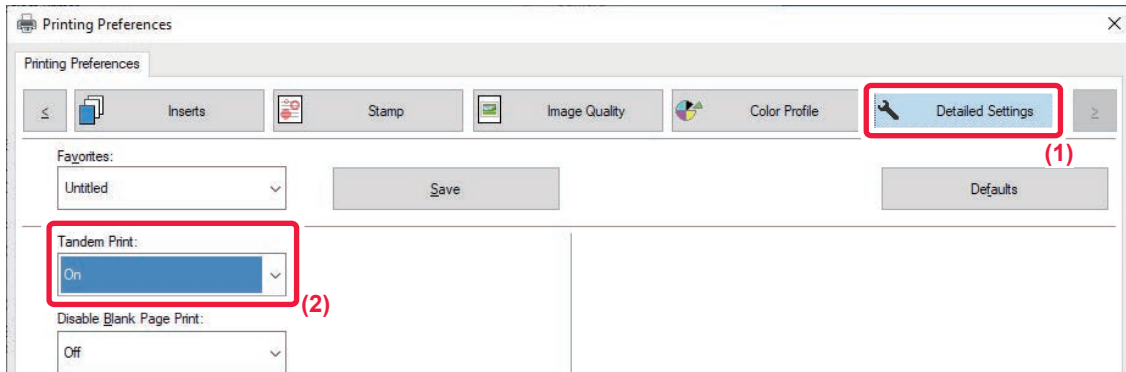 Printing Preferences
Printing Preferences
< Inserts Stamp Image Quality Color Profile Detailed Settings >
(1)
Favorites:
Untitled Save Defaults
Tandem Print:
On
(2)
Disable Blank Page Print:
Off